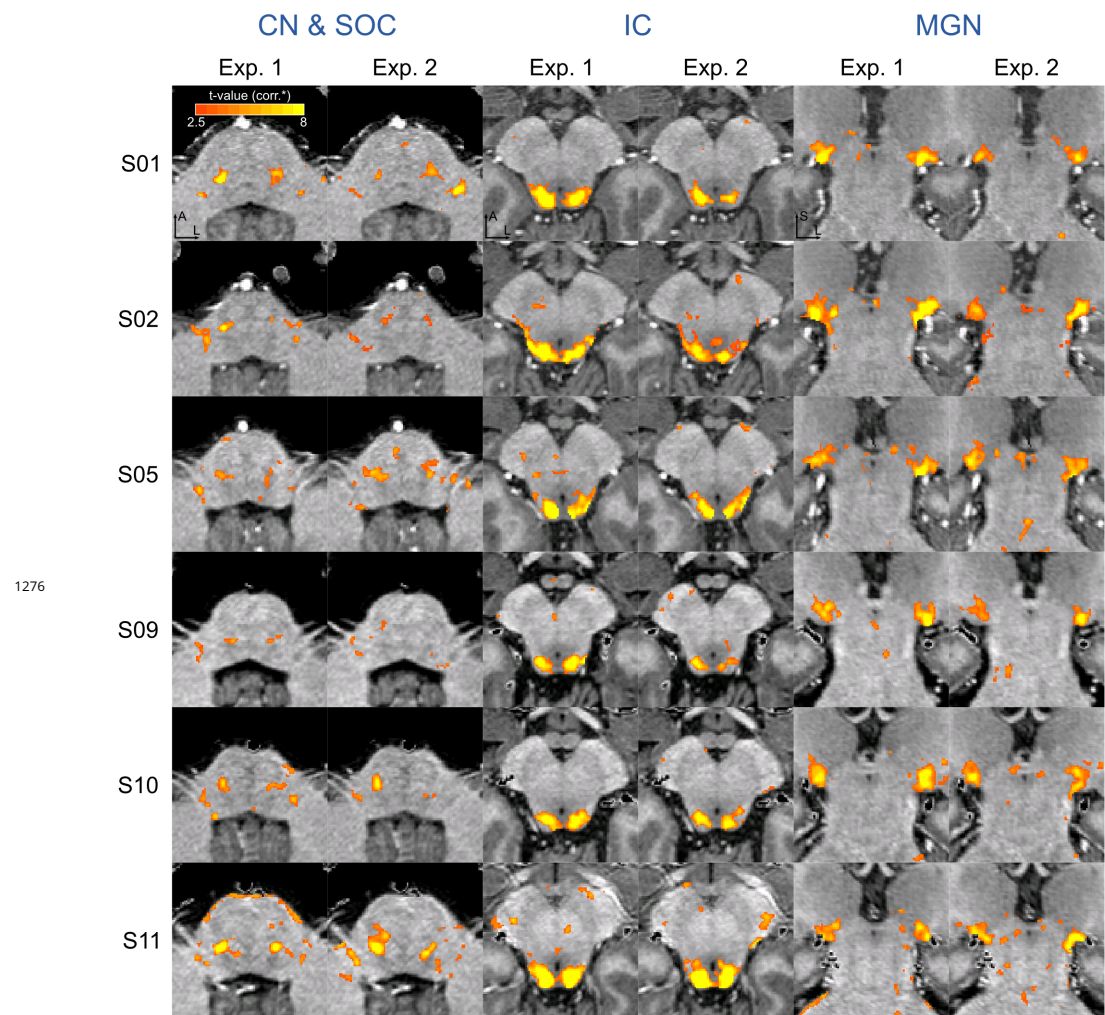 CN & SOC IC MGN
Exp. 1 Exp. 2 Exp. 1 Exp. 2 Exp. 1 Exp. 2
t-value (corr.*)
2.5 8
S01
A A S
L L L
S02
S05
1276
S09
S10
S11